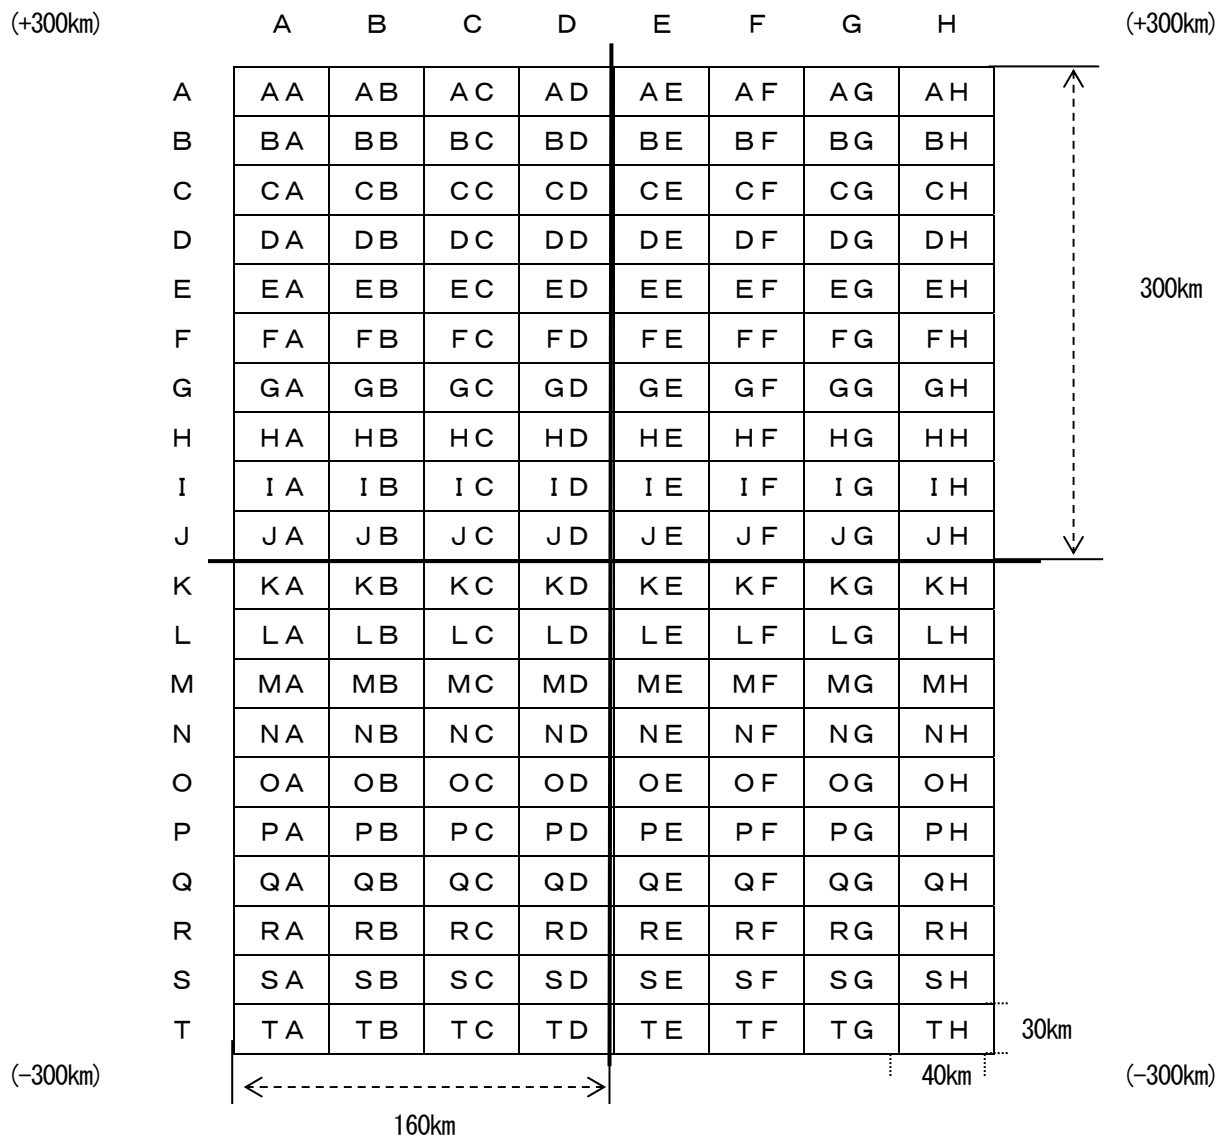 (+300km) Ａ Ｂ Ｃ Ｄ Ｅ Ｆ Ｇ Ｈ (+300km)
Ａ ＡＡ ＡＢ ＡＣ ＡＤ ＡＥ ＡＦ ＡＧ ＡＨ
Ｂ ＢＡ ＢＢ ＢＣ ＢＤ ＢＥ ＢＦ ＢＧ ＢＨ
Ｃ ＣＡ ＣＢ ＣＣ ＣＤ ＣＥ ＣＦ ＣＧ ＣＨ
Ｄ ＤＡ ＤＢ ＤＣ ＤＤ ＤＥ ＤＦ ＤＧ ＤＨ
Ｅ ＥＡ ＥＢ ＥＣ ＥＤ ＥＥ ＥＦ ＥＧ ＥＨ 300km
Ｆ ＦＡ ＦＢ ＦＣ ＦＤ ＦＥ ＦＦ ＦＧ ＦＨ
Ｇ ＧＡ ＧＢ ＧＣ ＧＤ ＧＥ ＧＦ ＧＧ ＧＨ
Ｈ ＨＡ ＨＢ ＨＣ ＨＤ ＨＥ ＨＦ ＨＧ ＨＨ
Ｉ ＩＡ ＩＢ ＩＣ ＩＤ ＩＥ ＩＦ ＩＧ ＩＨ
Ｊ ＪＡ ＪＢ ＪＣ ＪＤ ＪＥ ＪＦ ＪＧ ＪＨ
Ｋ ＫＡ ＫＢ ＫＣ ＫＤ ＫＥ ＫＦ ＫＧ ＫＨ
Ｌ ＬＡ ＬＢ ＬＣ ＬＤ ＬＥ ＬＦ ＬＧ ＬＨ
Ｍ ＭＡ ＭＢ ＭＣ ＭＤ ＭＥ ＭＦ ＭＧ ＭＨ
Ｎ ＮＡ ＮＢ ＮＣ ＮＤ ＮＥ ＮＦ ＮＧ ＮＨ
Ｏ ＯＡ ＯＢ ＯＣ ＯＤ ＯＥ ＯＦ ＯＧ ＯＨ
Ｐ ＰＡ ＰＢ ＰＣ ＰＤ ＰＥ ＰＦ ＰＧ ＰＨ
Ｑ ＱＡ ＱＢ ＱＣ ＱＤ ＱＥ ＱＦ ＱＧ ＱＨ
Ｒ ＲＡ ＲＢ ＲＣ ＲＤ ＲＥ ＲＦ ＲＧ ＲＨ
Ｓ ＳＡ ＳＢ ＳＣ ＳＤ ＳＥ ＳＦ ＳＧ ＳＨ
Ｔ ＴＡ ＴＢ ＴＣ ＴＤ ＴＥ ＴＦ ＴＧ ＴＨ 30km
(-300km) 40km (-300km)
160km